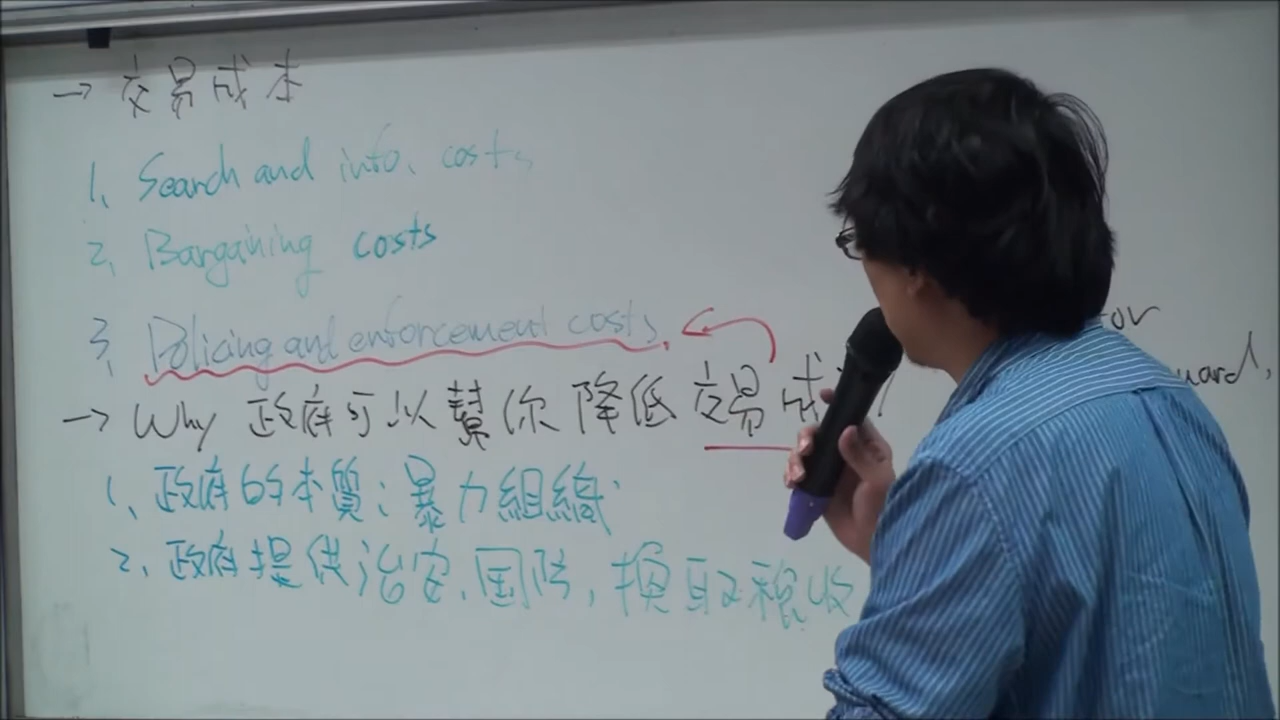 → 交易成本
1. Search and info. costs
2. Bargaining costs
3. Policing and enforcement costs.
→ Why 政府可以幫你降低交易成
1. 政府的本質：暴力組織
2. 政府提供治安、国防，換取稅收